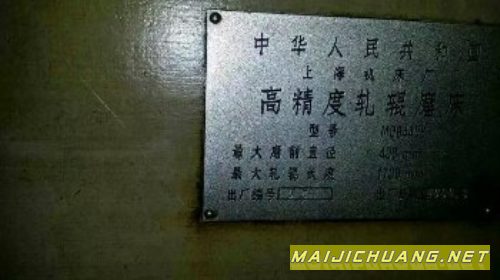 中华人民共和国
上海机床厂
高精度轧辊磨床
型号
最大磨削直径
最大轧辊长度
出厂编号
MAIJICHUANG.NET